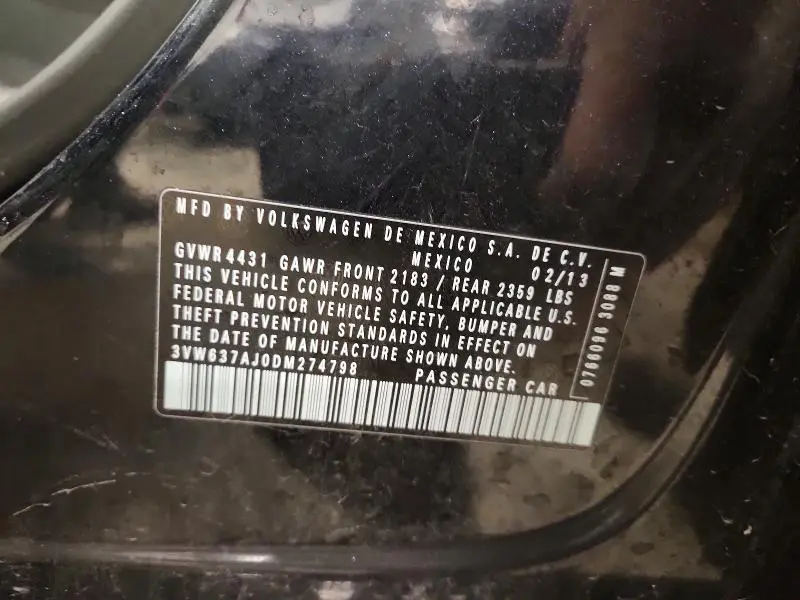 MFD BY VOLKSWAGEN DE MEXICO S.A. DE C.V.
MEXICO 02/13
GVWR 4431 GAWR FRONT 2183 / REAR 2359 LBS
THIS VEHICLE CONFORMS TO ALL APPLICABLE U.S.
FEDERAL MOTOR VEHICLE SAFETY, BUMPER AND
THEFT PREVENTION STANDARDS IN EFFECT ON
THE DATE OF MANUFACTURE SHOWN ABOVE.
3VW637AJ0DM274798 PASSENGER CAR
0766096 3088 M